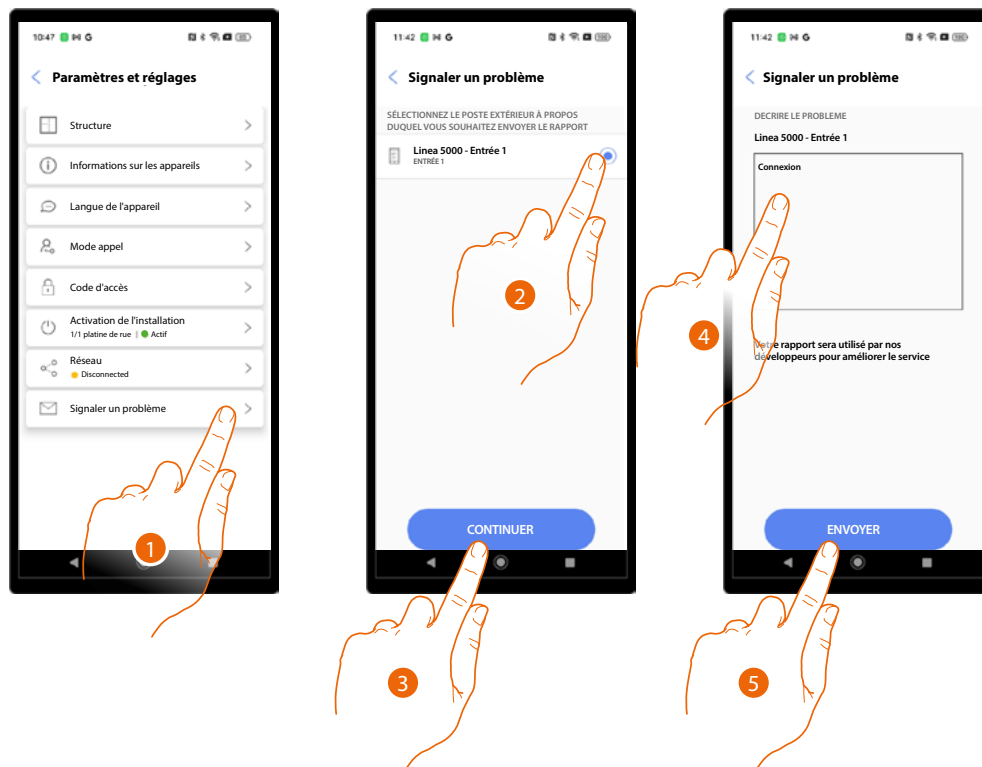 10:47
Paramètres et réglages
Structure
Informations sur les appareils
Langue de l'appareil
Mode appel
Code d'accès
Activation de l'installation
1/1 platine de rue | Actif
Réseau
Disconnected
Signaler un problème
1
11:42
Signaler un problème
SÉLECTIONNEZ LE POSTE EXTÉRIEUR À PROPOS
DUQUEL VOUS SOUHAITEZ ENVOYER LE RAPPORT
Linea 5000 - Entrée 1
ENTRÉE 1
2
CONTINUER
3
11:42
Signaler un problème
DECRIRE LE PROBLEME
Linea 5000 - Entrée 1
Connexion
4
Votre rapport sera utilisé par nos
développeurs pour améliorer le service
ENVOYER
5